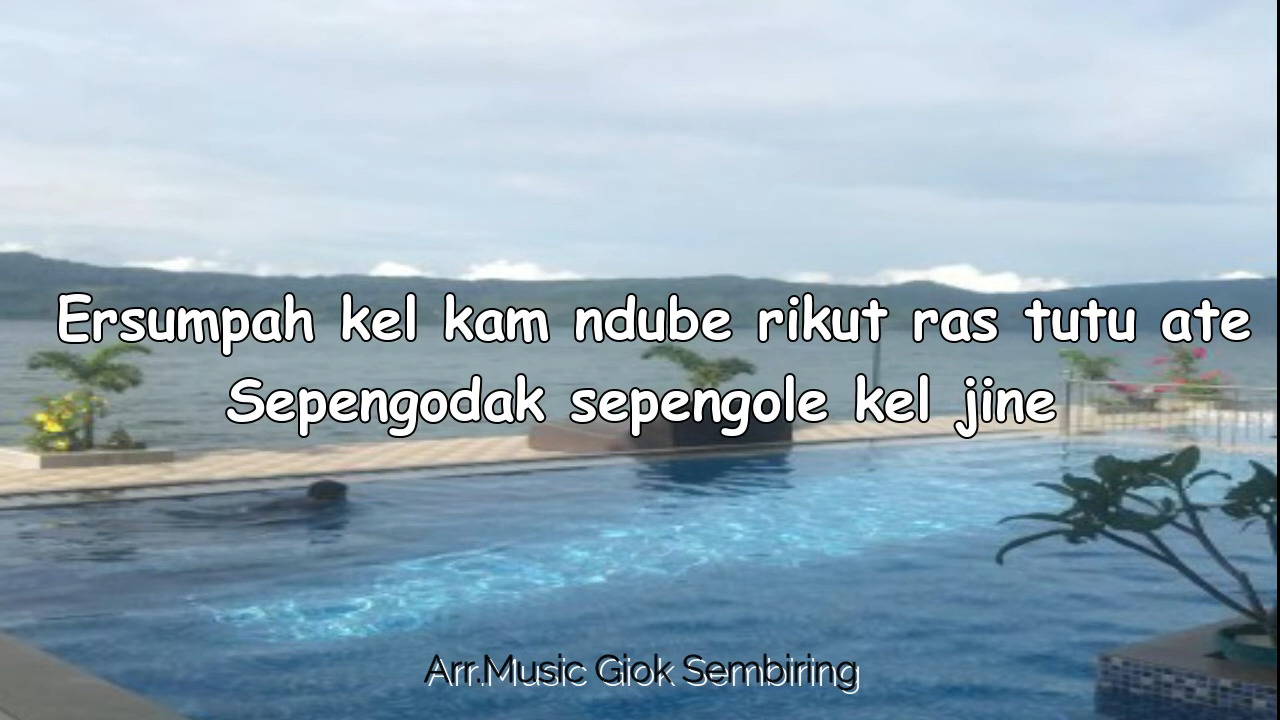 Ersumpah kel kam ndube rikut ras tutu ate
Sepengodak sepengole kel jine
Arr.Music Giok Sembiring